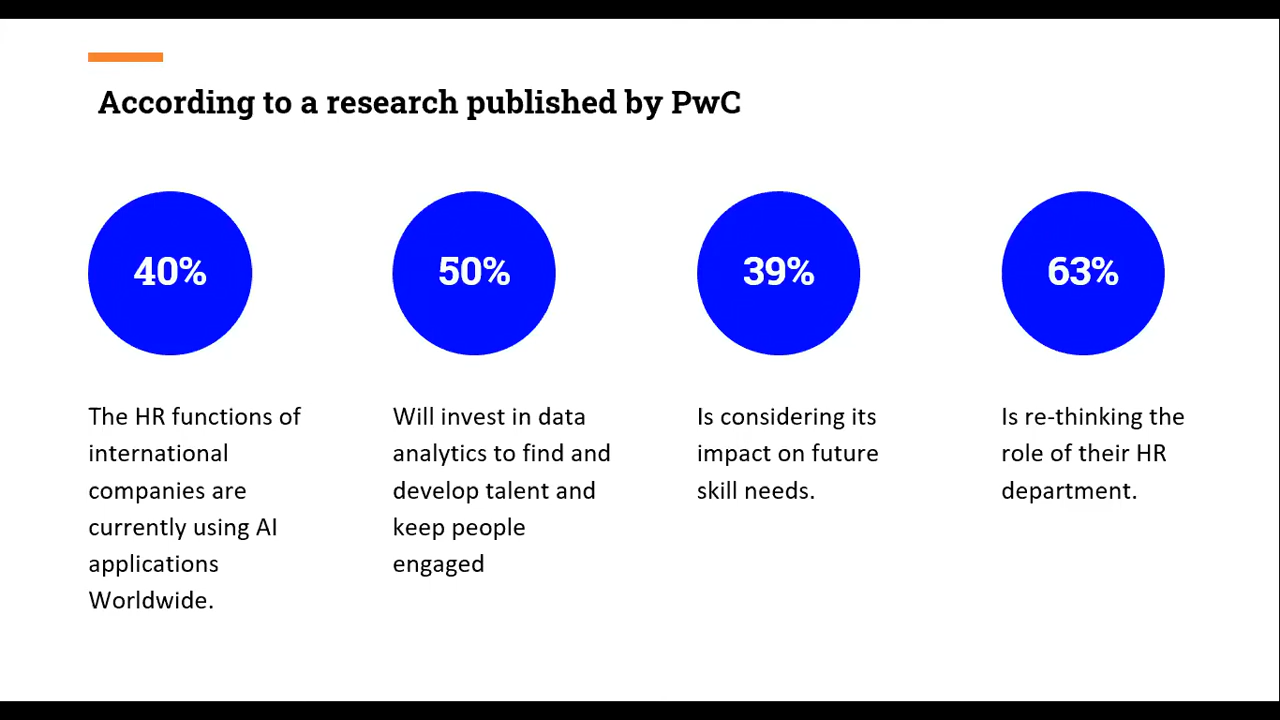 According to a research published by PwC
40%
50%
39%
63%
The HR functions of
international
companies are
currently using AI
applications
Worldwide.
Will invest in data
analytics to find and
develop talent and
keep people
engaged
Is considering its
impact on future
skill needs.
Is re-thinking the
role of their HR
department.